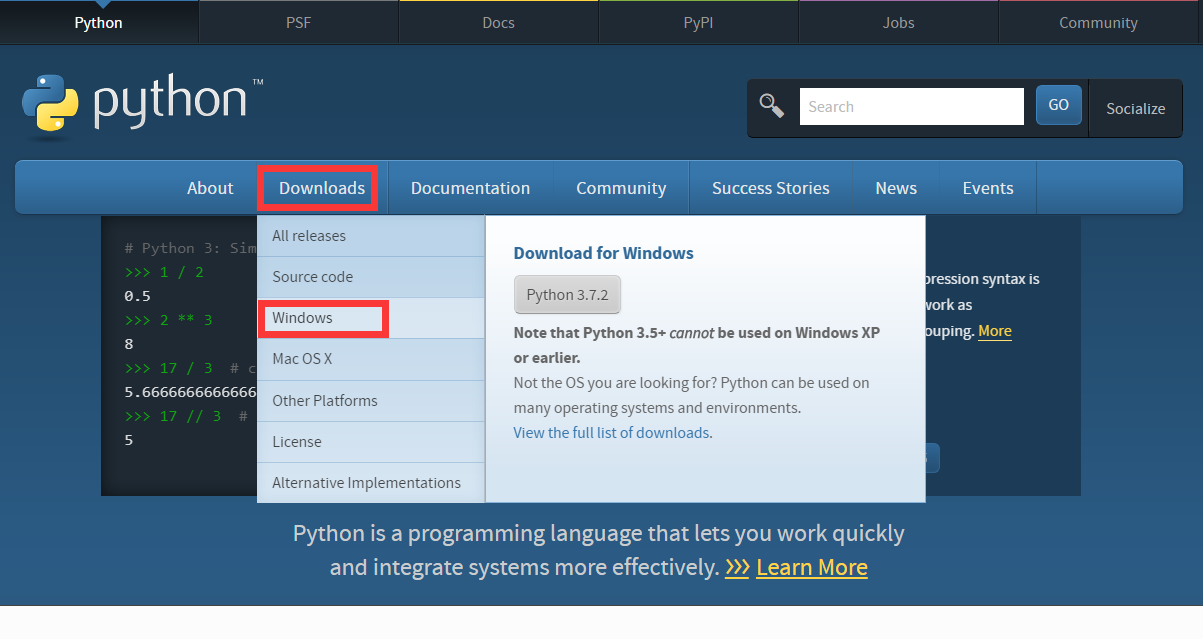 Python
PSF
Docs
PyPI
Jobs
Community
python™
Search
GO
Socialize
About
Downloads
Documentation
Community
Success Stories
News
Events
# Python 3: Sim
>>> 1 / 2
0.5
>>> 2 ** 3
8
>>> 17 / 3 # c
5.6666666666666
>>> 17 // 3 #
5
All releases
Source code
Windows
Mac OS X
Other Platforms
License
Alternative Implementations
Download for Windows
Python 3.7.2
Note that Python 3.5+ cannot be used on Windows XP
or earlier.
Not the OS you are looking for? Python can be used on
many operating systems and environments.
View the full list of downloads.
pression syntax is
work as
ouping. More
Python is a programming language that lets you work quickly
and integrate systems more effectively. >>> Learn More